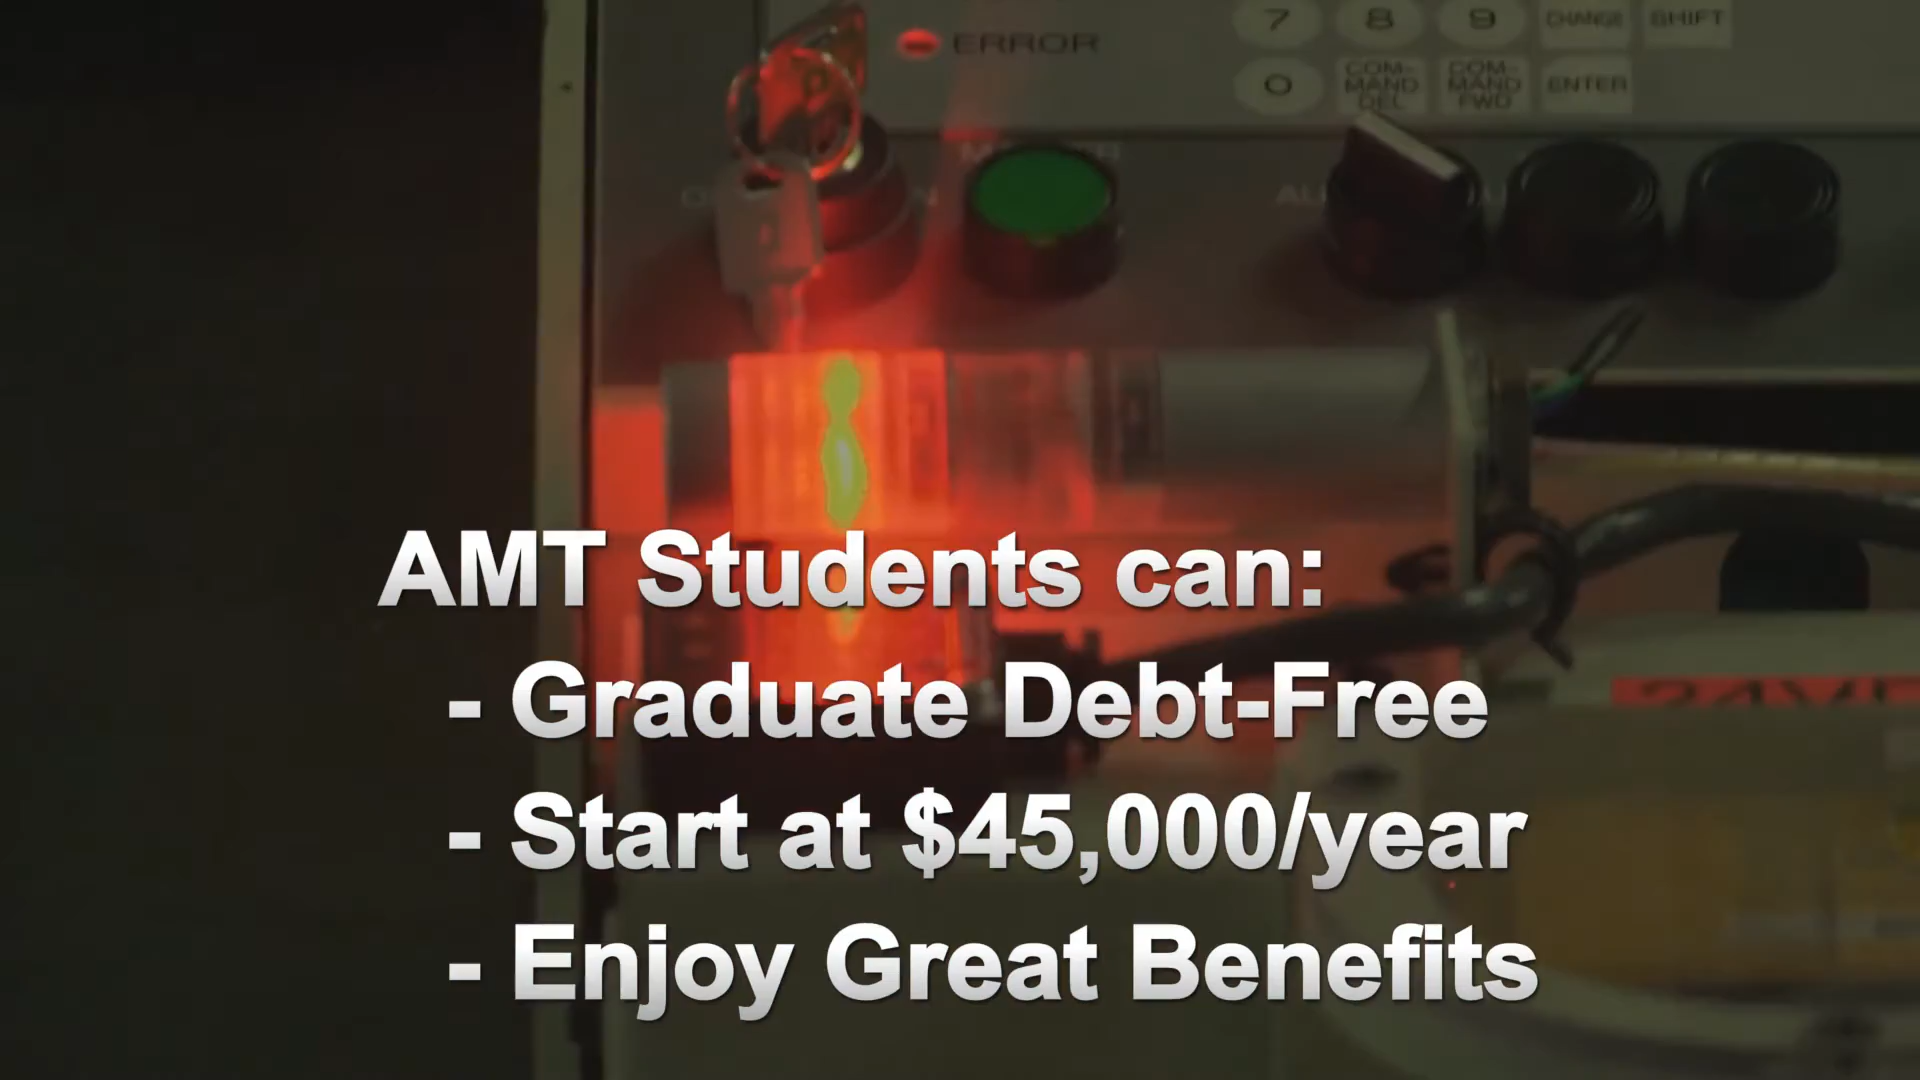 7 8 9 CHANGE SHIFT
ERROR
0 COM-MAND DEL COM-MAND FWD ENTER
AMT Students can:
- Graduate Debt-Free
- Start at $45,000/year
- Enjoy Great Benefits